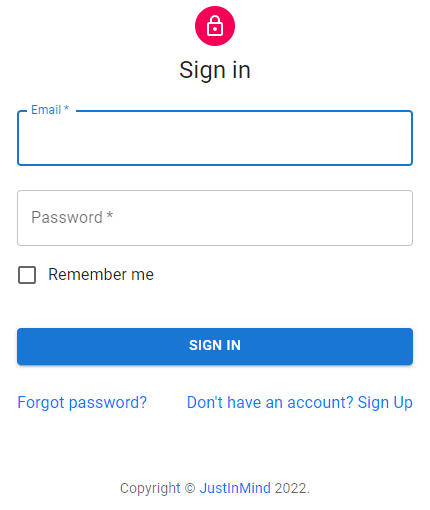 Sign in
Email *
Password *
Remember me
SIGN IN
Forgot password? Don't have an account? Sign Up
Copyright © JustInMind 2022.